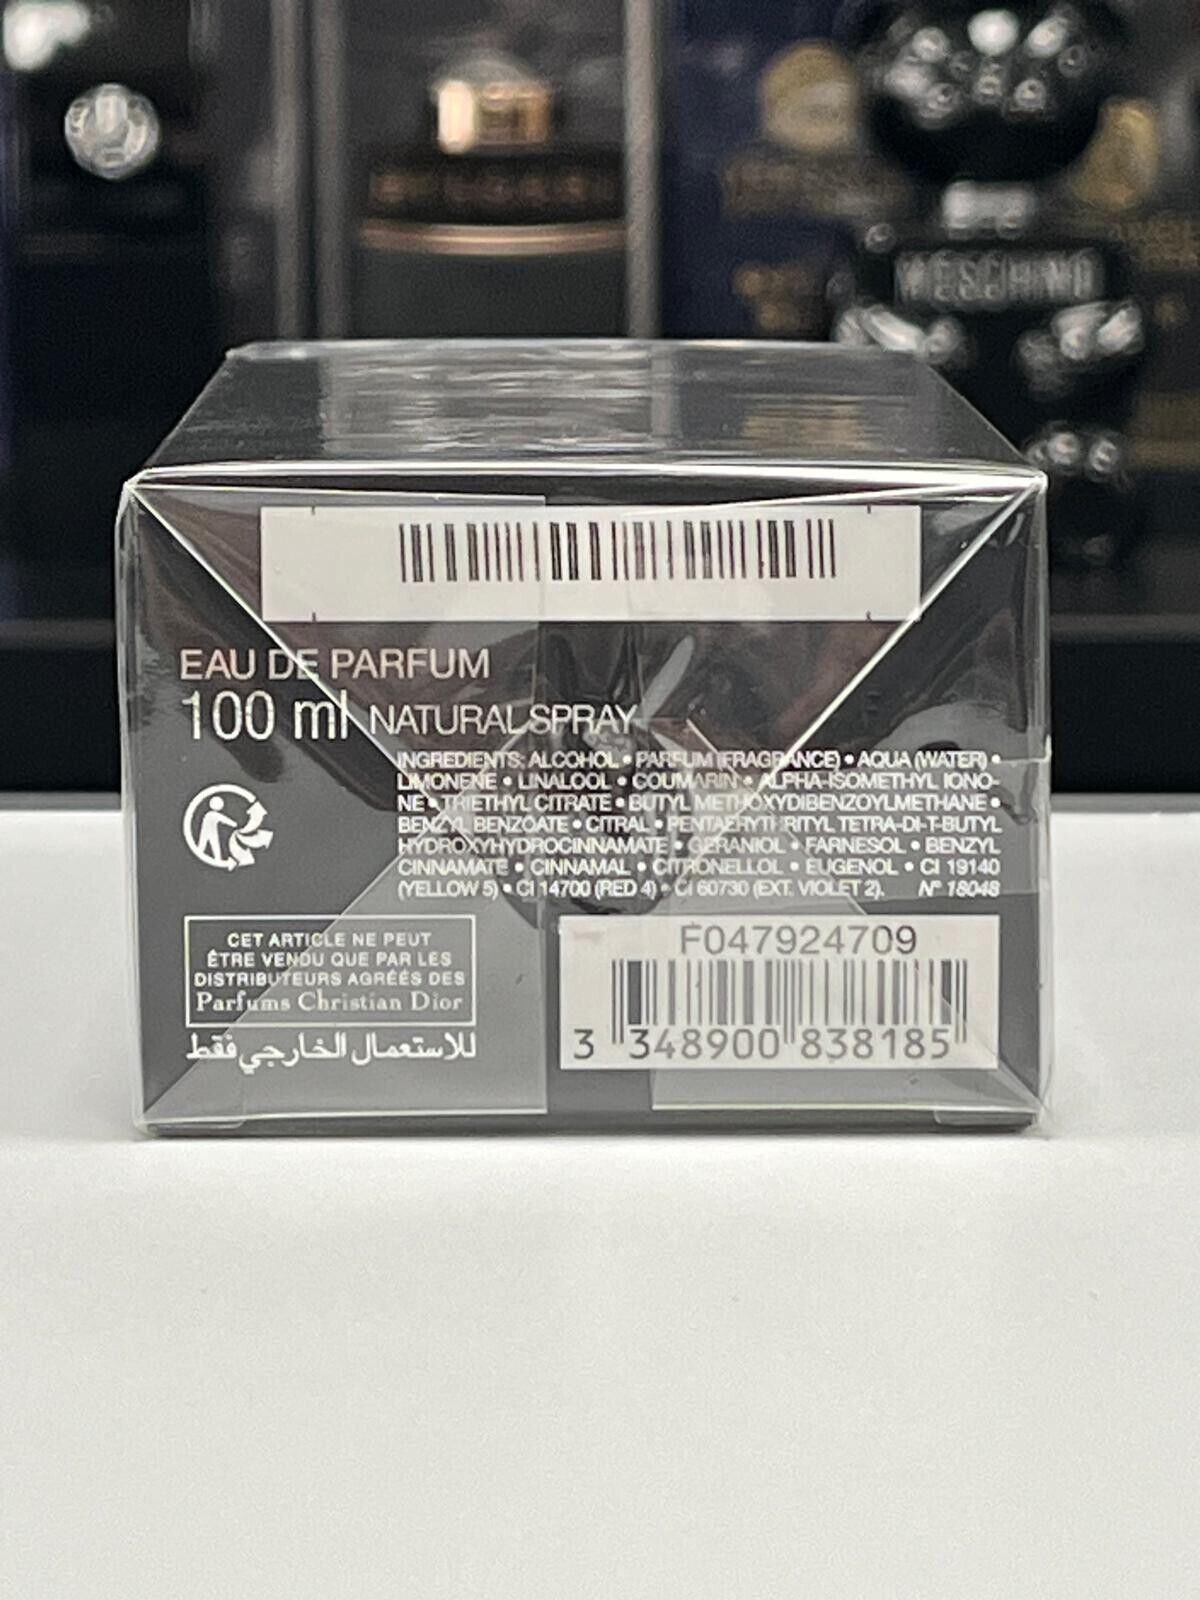 MOSCHINO
EAU DE PARFUM
100 ml NATURAL SPRAY
INGREDIENTS: ALCOHOL • PARFUM (FRAGRANCE) • AQUA (WATER) •
LIMONENE • LINALOOL • COUMARIN • ALPHA-ISOMETHYL IONO-
NE • TRIETHYL CITRATE • BUTYL METHOXYDIBENZOYLMETHANE •
BENZYL BENZOATE • CITRAL • PENTAERYTHRITYL TETRA-DI-T-BUTYL
HYDROXYHYDROCINNAMATE • GERANIOL • FARNESOL • BENZYL
CINNAMATE • CINNAMAL • CITRONELLOL • EUGENOL • CI 19140
(YELLOW 5) • CI 14700 (RED 4) • CI 60730 (EXT. VIOLET 2). N° 18048
CET ARTICLE NE PEUT
ÊTRE VENDU QUE PAR LES
DISTRIBUTEURS AGRÉÉS DES
Parfums Christian Dior
للاستعمال الخارجي فقط
F047924709
3 348900 838185